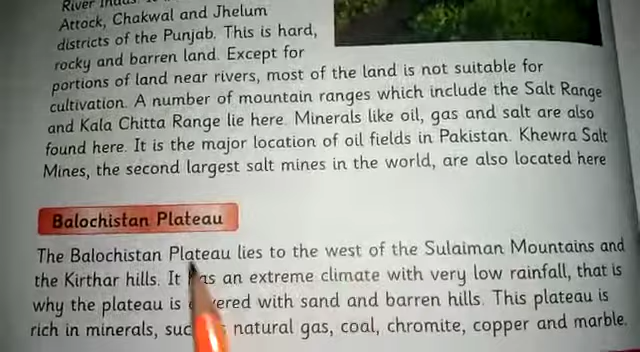 River Indus.
Attock, Chakwal and Jhelum
districts of the Punjab. This is hard,
rocky and barren land. Except for
portions of land near rivers, most of the land is not suitable for
cultivation. A number of mountain ranges which include the Salt Range
and Kala Chitta Range lie here. Minerals like oil, gas and salt are also
found here. It is the major location of oil fields in Pakistan. Khewra Salt
Mines, the second largest salt mines in the world, are also located here
Balochistan Plateau
The Balochistan Plateau lies to the west of the Sulaiman Mountains and
the Kirthar hills. It has an extreme climate with very low rainfall, that is
why the plateau is covered with sand and barren hills. This plateau is
rich in minerals, such natural gas, coal, chromite, copper and marble.